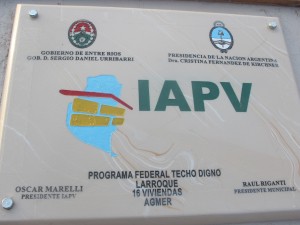 GOBIERNO DE ENTRE RIOS
GOB. D. SERGIO DANIEL URRIBARRI
PRESIDENCIA DE LA NACION ARGENTINA
Dra. CRISTINA FERNANDEZ DE KIRCHNER
IAPV
PROGRAMA FEDERAL TECHO DIGNO
LARROQUE
16 VIVIENDAS
AGMER
OSCAR MARELLI
PRESIDENTE IAPV
RAUL RIGANTI
PRESIDENTE MUNICIPAL